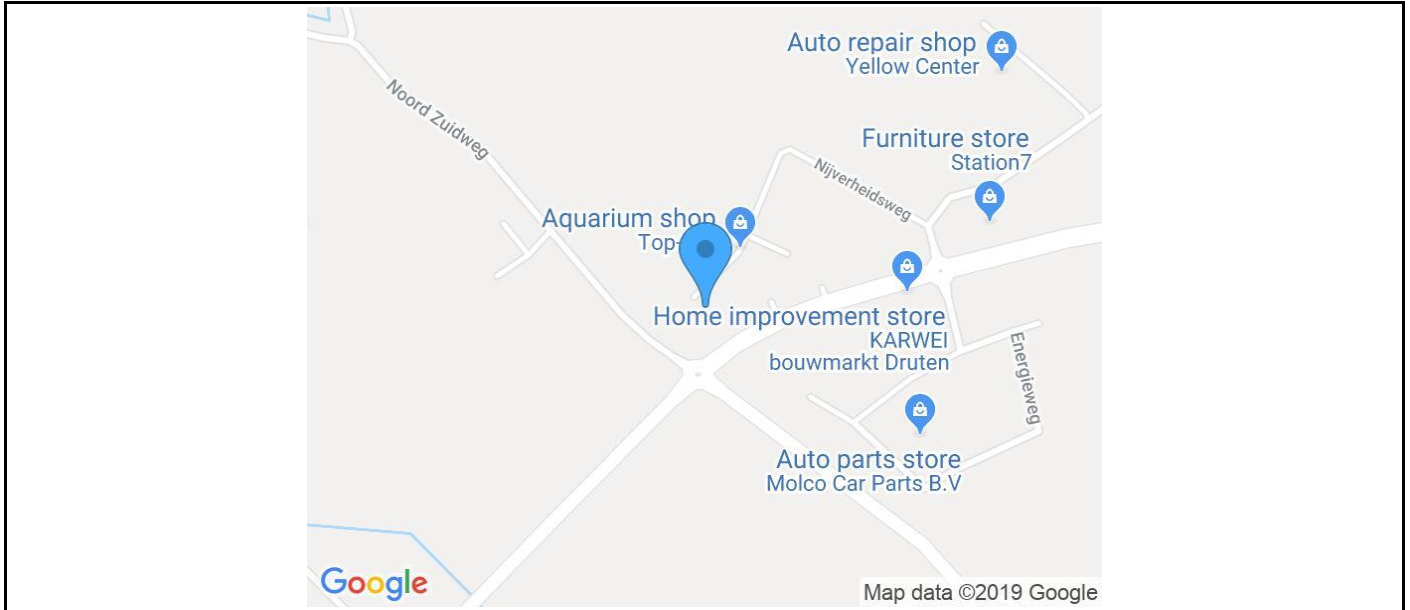 Auto repair shop
Yellow Center
Noord Zuidweg
Furniture store
Station7
Nijverheidsweg
Aquarium shop
Home improvement store
KARWEI
bouwmarkt Druten
Energieweg
Auto parts store
Molco Car Parts B.V
Google
Map data ©2019 Google